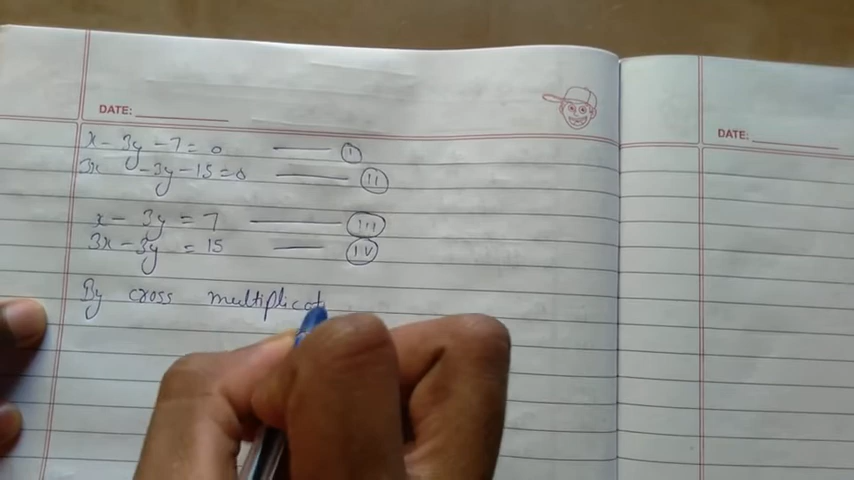 DATE:
x - 3y - 7 = 0 (I)
3x - 3y - 15 = 0 (II)
x - 3y = 7 (III)
3x - 3y = 15 (IV)
By cross multiplicat
DATE: